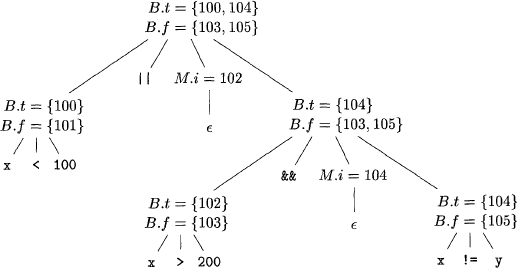 B.t = {100, 104}
B.f = {103, 105}
|| M.i = 102
B.t = {100} B.t = {104}
B.f = {101} ϵ B.f = {103, 105}
x < 100
&& M.i = 104
B.t = {102} B.t = {104}
B.f = {103} ϵ B.f = {105}
x > 200 x != y